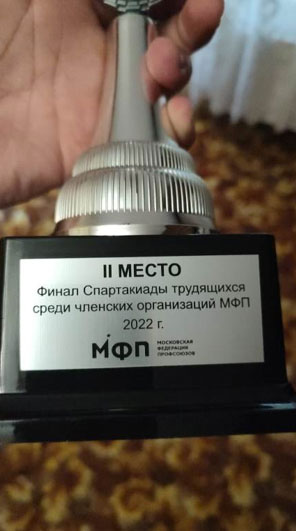 II МЕСТО
Финал Спартакиады трудящихся
среди членских организаций МФП
2022 г.
МФП
МОСКОВСКАЯ
ФЕДЕРАЦИЯ
ПРОФСОЮЗОВ